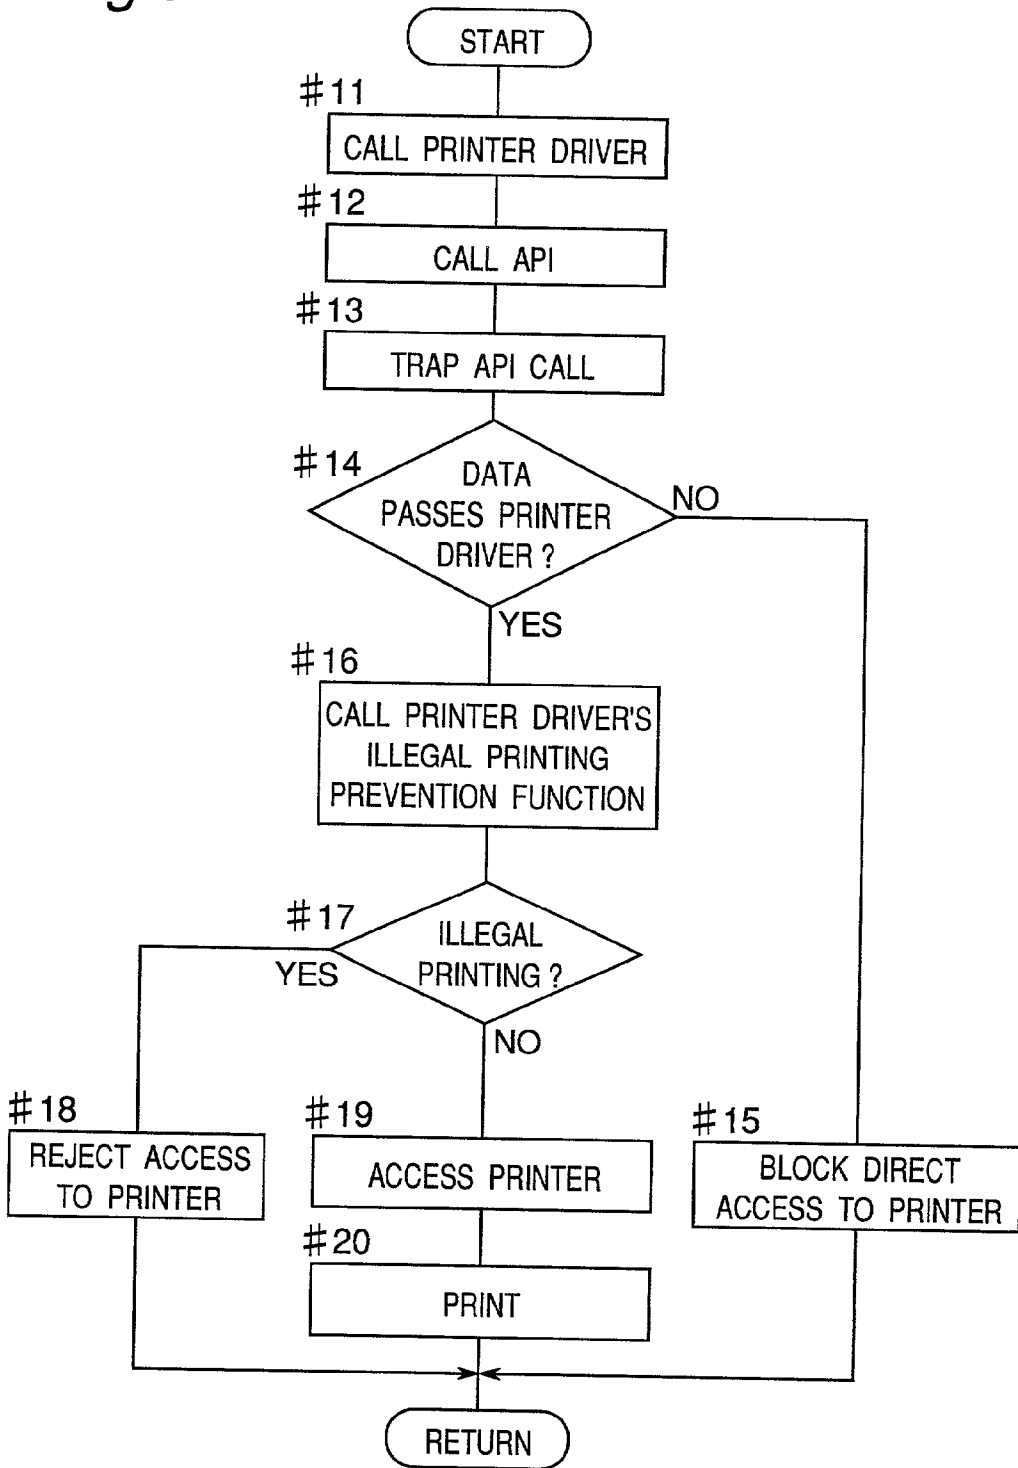 START
#11
CALL PRINTER DRIVER
#12
CALL API
#13
TRAP API CALL
#14
DATA
PASSES PRINTER
DRIVER?
NO
YES
#16
CALL PRINTER DRIVER'S
ILLEGAL PRINTING
PREVENTION FUNCTION
#17
ILLEGAL
PRINTING?
YES
NO
#18
REJECT ACCESS
TO PRINTER
#19
ACCESS PRINTER
#15
BLOCK DIRECT
ACCESS TO PRINTER
#20
PRINT
RETURN